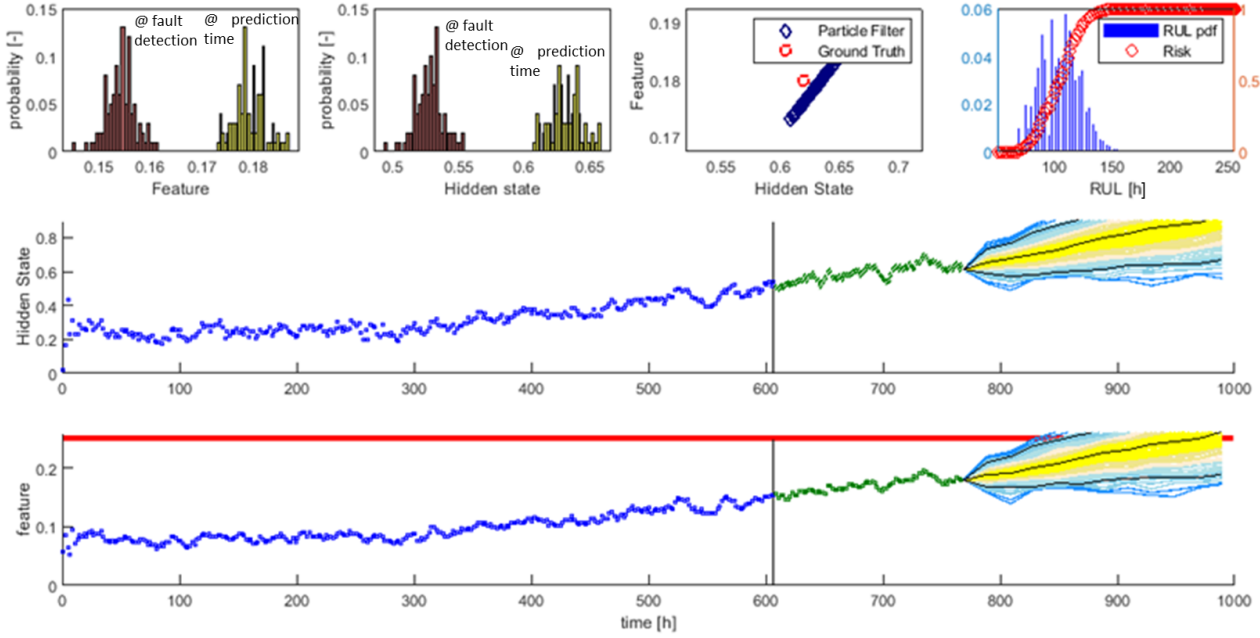 0.15
0.1
0.05
0
probability [-]
@ fault
detection
@ prediction
time
0.15
0.16
0.17
0.18
Feature
0.15
0.1
0.05
0
probability [-]
@ fault
detection
@ prediction
time
0.5
0.55
0.6
0.65
Hidden state
0.19
0.18
0.17
Feature
Particle Filter
Ground Truth
0.55
0.6
0.65
0.7
Hidden State
0.06
0.04
0.02
0
RUL pdf
Risk
1
0.5
0
100
150
200
250
RUL [h]
0.8
0.6
0.4
0.2
0
Hidden State
0
100
200
300
400
500
600
700
800
900
1000
0.2
0.1
0
feature
0
100
200
300
400
500
600
700
800
900
1000
time [h]